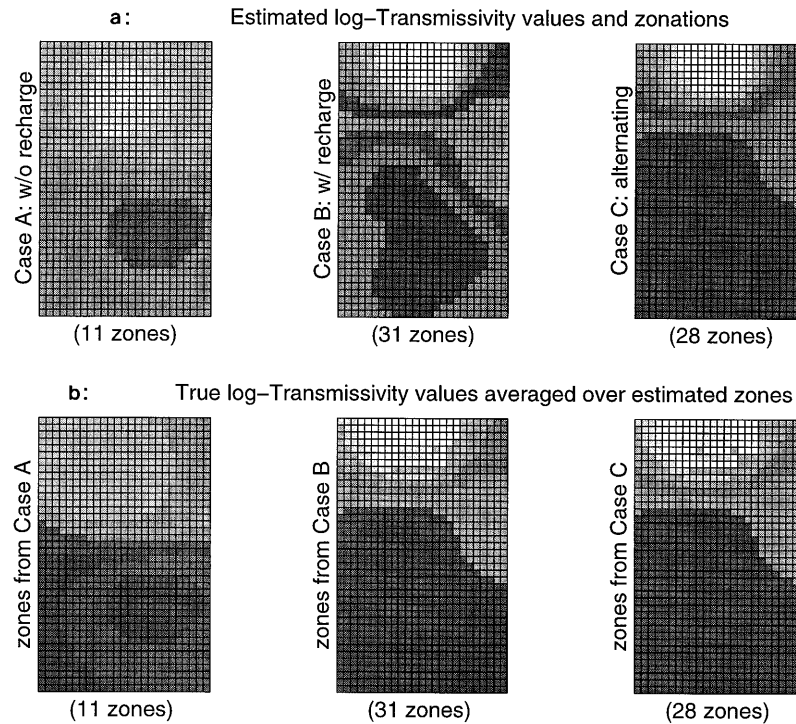 a: Estimated log–Transmissivity values and zonations
Case A: w/o recharge
Case B: w/ recharge
Case C: alternating
(11 zones)
(31 zones)
(28 zones)
b: True log–Transmissivity values averaged over estimated zones
zones from Case A
zones from Case B
zones from Case C
(11 zones)
(31 zones)
(28 zones)